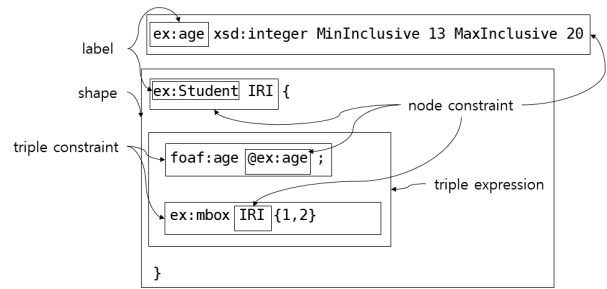 ex:age xsd:integer MinInclusive 13 MaxInclusive 20
label
ex:Student IRI {
shape
node constraint
triple constraint
foaf:age @ex:age ;
triple expression
ex:mbox IRI {1,2}
}